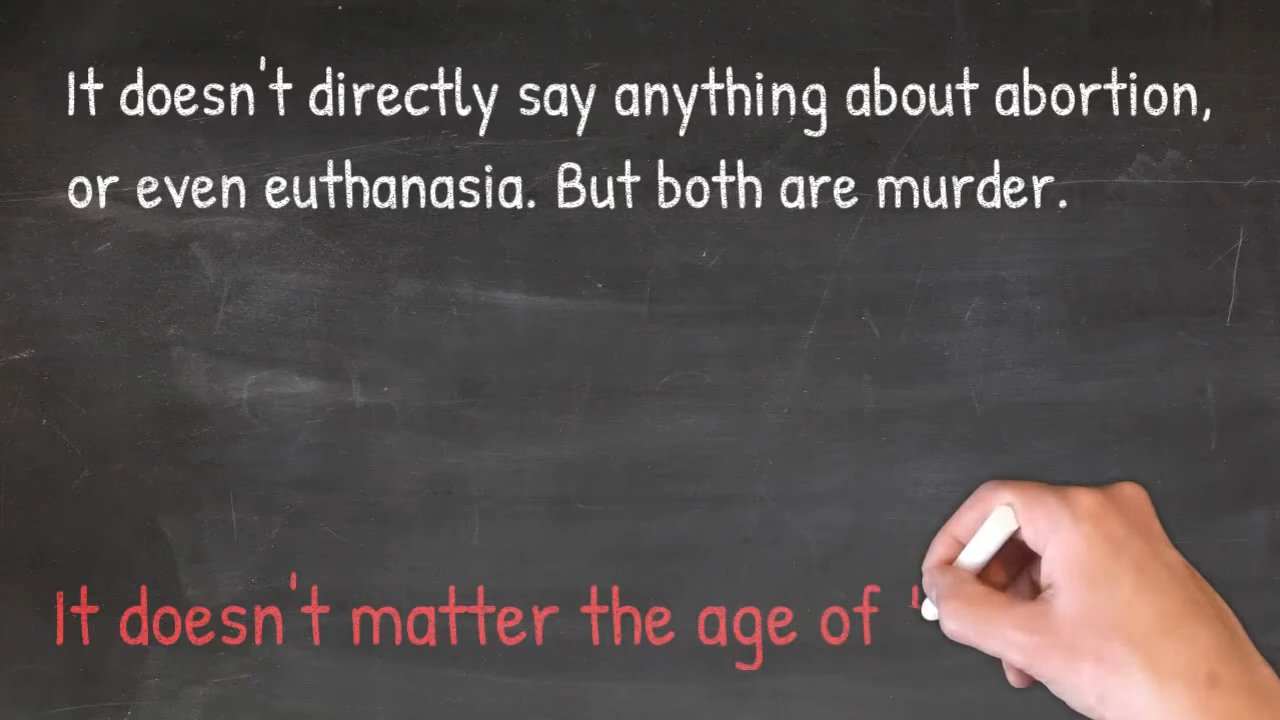 It doesn't directly say anything about abortion,
or even euthanasia. But both are murder.
It doesn't matter the age of